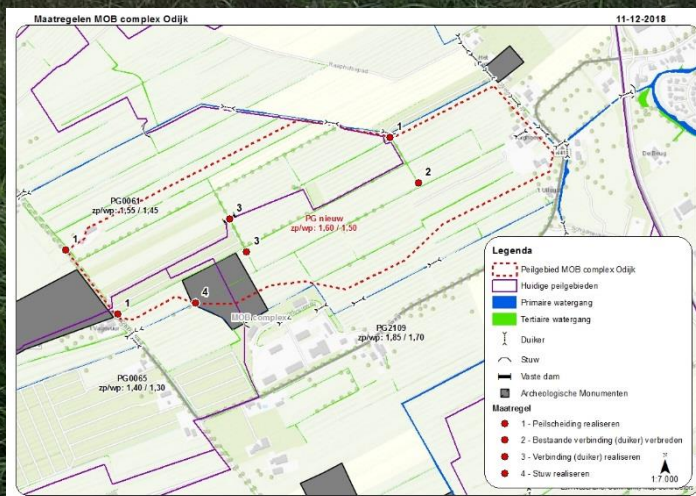 Maatregelen MOB complex Odijk
11-12-2018
1
2
PG0061
zp/wp: 1,55 / 1,45
3
PG nieuw
zp/wp: 1,60 / 1,50
1
3
4
1
MOB complex
PG2109
zp/wp: 1,85 / 1,70
PG0065
zp/wp: 1,40 / 1,30
Legenda
Peilgebied MOB complex Odijk
Huidige peilgebieden
Primaire watergang
Tertiaire watergang
Duiker
Stuw
Vaste dam
Archeologische Monumenten
Maatregel
1 - Peilscheiding realiseren
2 - Bestaande verbinding (duiker) verbreden
3 - Verbinding (duiker) realiseren
4 - Stuw realiseren
1:7 000